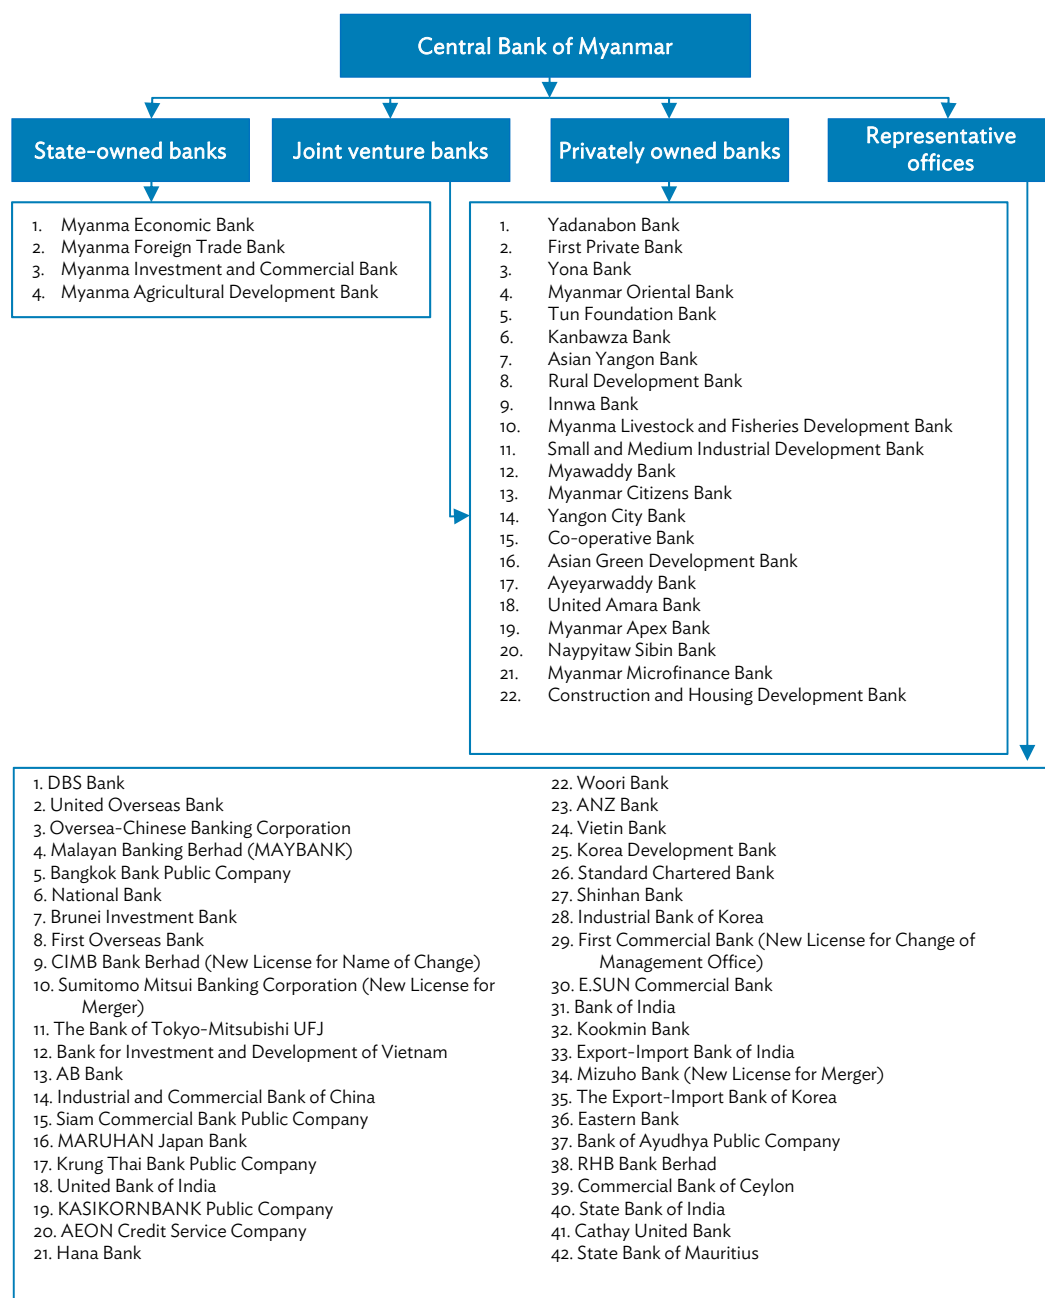 Central Bank of Myanmar
State-owned banks
Joint venture banks
Privately owned banks
Representative
offices
1. Myanma Economic Bank
2. Myanma Foreign Trade Bank
3. Myanma Investment and Commercial Bank
4. Myanma Agricultural Development Bank
1. Yadanabon Bank
2. First Private Bank
3. Yona Bank
4. Myanmar Oriental Bank
5. Tun Foundation Bank
6. Kanbawza Bank
7. Asian Yangon Bank
8. Rural Development Bank
9. Innwa Bank
10. Myanma Livestock and Fisheries Development Bank
11. Small and Medium Industrial Development Bank
12. Myawaddy Bank
13. Myanmar Citizens Bank
14. Yangon City Bank
15. Co-operative Bank
16. Asian Green Development Bank
17. Ayeyarwaddy Bank
18. United Amara Bank
19. Myanmar Apex Bank
20. Naypyitaw Sibin Bank
21. Myanmar Microfinance Bank
22. Construction and Housing Development Bank
1. DBS Bank
2. United Overseas Bank
3. Oversea-Chinese Banking Corporation
4. Malayan Banking Berhad (MAYBANK)
5. Bangkok Bank Public Company
6. National Bank
7. Brunei Investment Bank
8. First Overseas Bank
9. CIMB Bank Berhad (New License for Name of Change)
10. Sumitomo Mitsui Banking Corporation (New License for
Merger)
11. The Bank of Tokyo-Mitsubishi UFJ
12. Bank for Investment and Development of Vietnam
13. AB Bank
14. Industrial and Commercial Bank of China
15. Siam Commercial Bank Public Company
16. MARUHAN Japan Bank
17. Krung Thai Bank Public Company
18. United Bank of India
19. KASIKORNBANK Public Company
20. AEON Credit Service Company
21. Hana Bank
22. Woori Bank
23. ANZ Bank
24. Vietin Bank
25. Korea Development Bank
26. Standard Chartered Bank
27. Shinhan Bank
28. Industrial Bank of Korea
29. First Commercial Bank (New License for Change of
Management Office)
30. E.SUN Commercial Bank
31. Bank of India
32. Kookmin Bank
33. Export-Import Bank of India
34. Mizuho Bank (New License for Merger)
35. The Export-Import Bank of Korea
36. Eastern Bank
37. Bank of Ayudhya Public Company
38. RHB Bank Berhad
39. Commercial Bank of Ceylon
40. State Bank of India
41. Cathay United Bank
42. State Bank of Mauritius